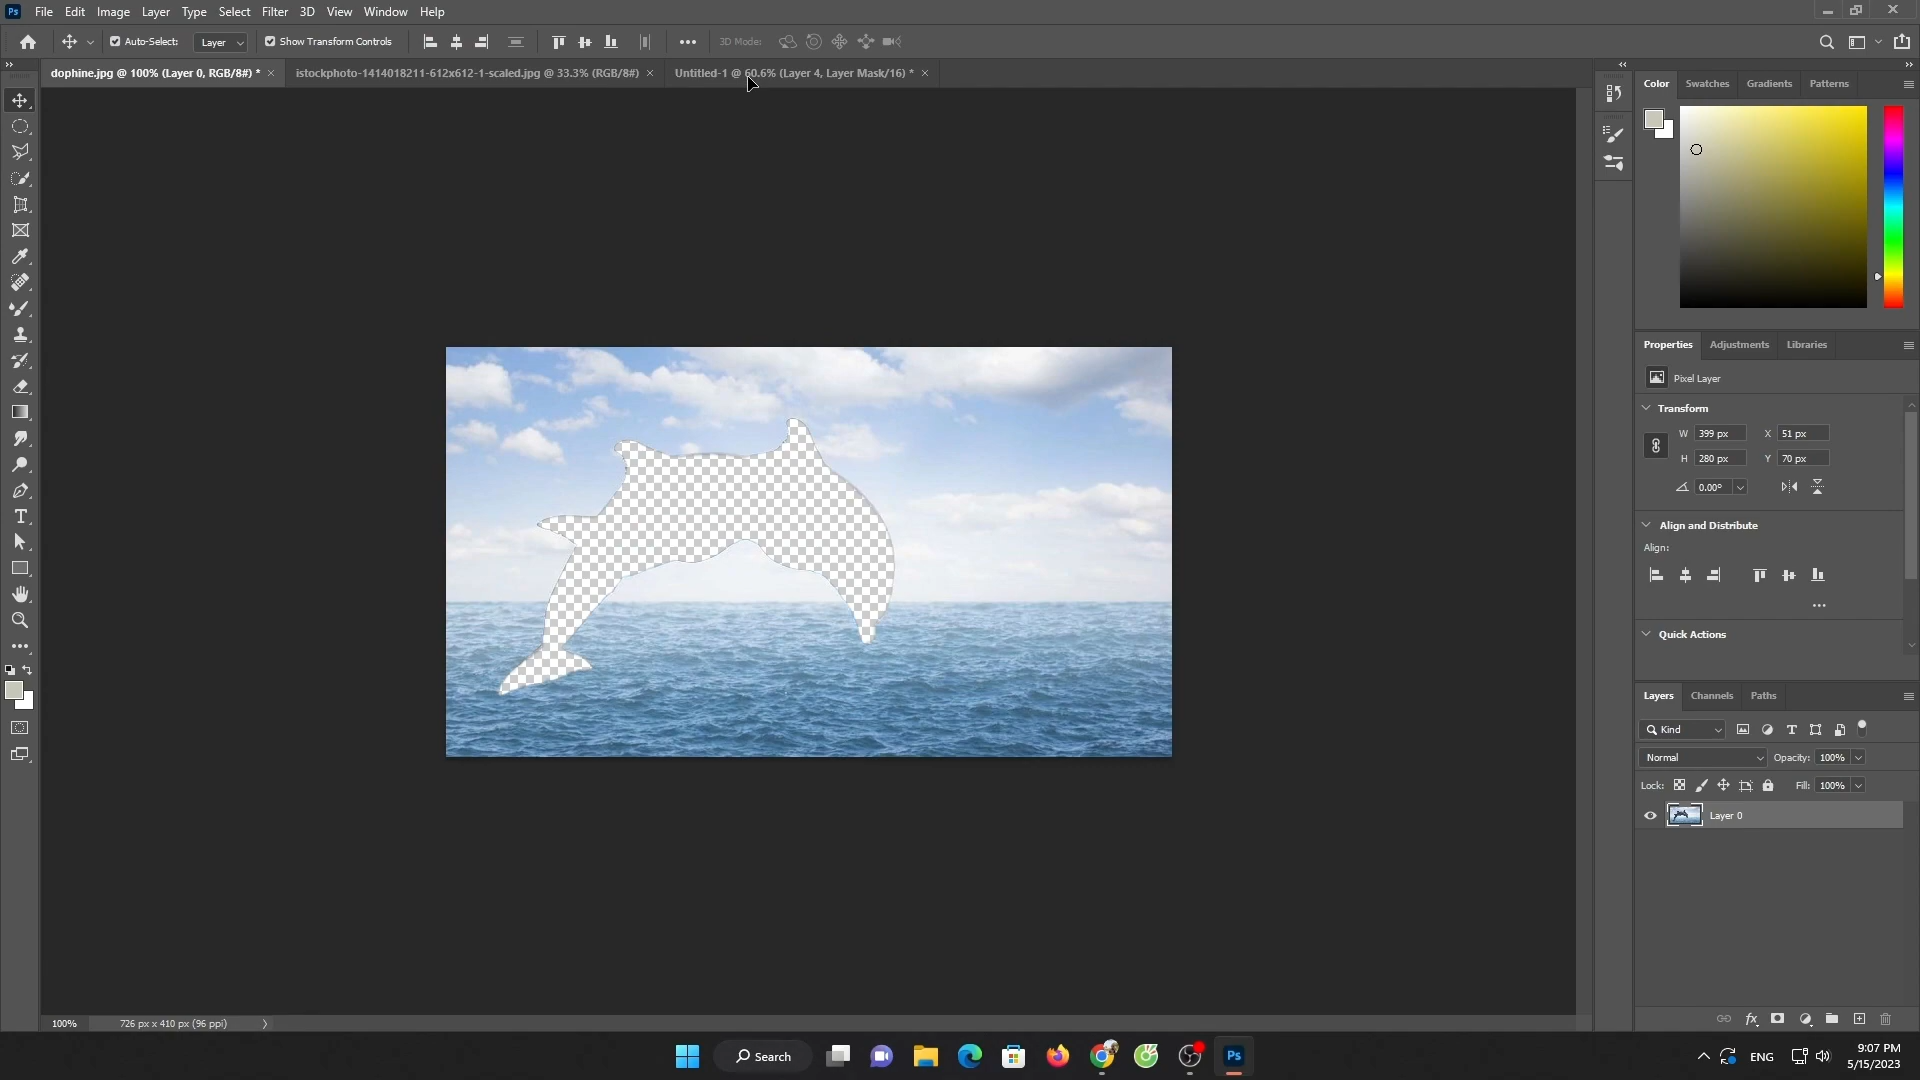 Ps File Edit Image Layer Type Select Filter 3D View Window Help
Auto-Select: Layer Show Transform Controls 3D Mode:
dophine.jpg @ 100% (Layer 0, RGB/8#) * istockphoto-1414018211-612x612-1-scaled.jpg @ 33.3% (RGB/8#) Untitled-1 @ 60.6% (Layer 4, Layer Mask/16) *
Color Swatches Gradients Patterns
Properties Adjustments Libraries
Pixel Layer
Transform
W 399 px X 51 px
H 280 px Y 70 px
0.00°
Align and Distribute
Align:
Quick Actions
Layers Channels Paths
Kind
Normal Opacity: 100%
Lock: Fill: 100%
Layer 0
100% 726 px x 410 px (96 ppi)
Search Ps ENG 9:07 PM
5/15/2023